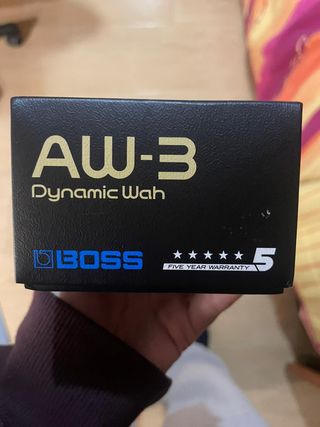 AW-3
Dynamic Wah
BOSS
★★★★★ 5
FIVE YEAR WARRANTY